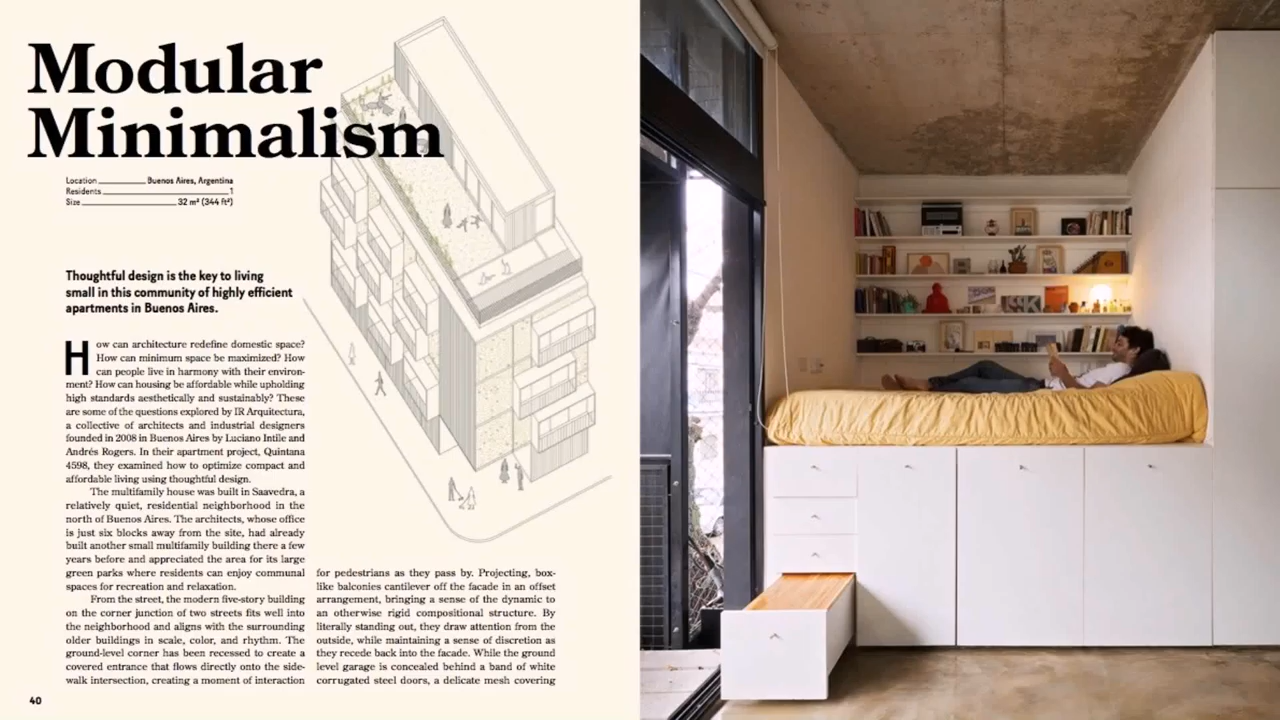 Modular
Minimalism
Location Buenos Aires, Argentina
Residents 1
Size 32 m² (344 ft²)
Thoughtful design is the key to living
small in this community of highly efficient
apartments in Buenos Aires.
How can architecture redefine domestic space?
How can minimum space be maximized? How
can people live in harmony with their environ-
ment? How can housing be affordable while upholding
high standards aesthetically and sustainably? These
are some of the questions explored by IR Arquitectura,
a collective of architects and industrial designers
founded in 2008 in Buenos Aires by Luciano Intile and
Andrés Rogers. In their apartment project, Quintana
4598, they examined how to optimize compact and
affordable living using thoughtful design.
The multifamily house was built in Saavedra, a
relatively quiet, residential neighborhood in the
north of Buenos Aires. The architects, whose office
is just six blocks away from the site, had already
built another small multifamily building there a few
years before and appreciated the area for its large
green parks where residents can enjoy communal
spaces for recreation and relaxation.
From the street, the modern five-story building
on the corner junction of two streets fits well into
the neighborhood and aligns with the surrounding
older buildings in scale, color, and rhythm. The
ground-level corner has been recessed to create a
covered entrance that flows directly onto the side-
walk intersection, creating a moment of interaction
for pedestrians as they pass by. Projecting, box-
like balconies cantilever off the facade in an offset
arrangement, bringing a sense of the dynamic to
an otherwise rigid compositional structure. By
literally standing out, they draw attention from the
outside, while maintaining a sense of discretion as
they recede back into the facade. While the ground
level garage is concealed behind a band of white
corrugated steel doors, a delicate mesh covering
40